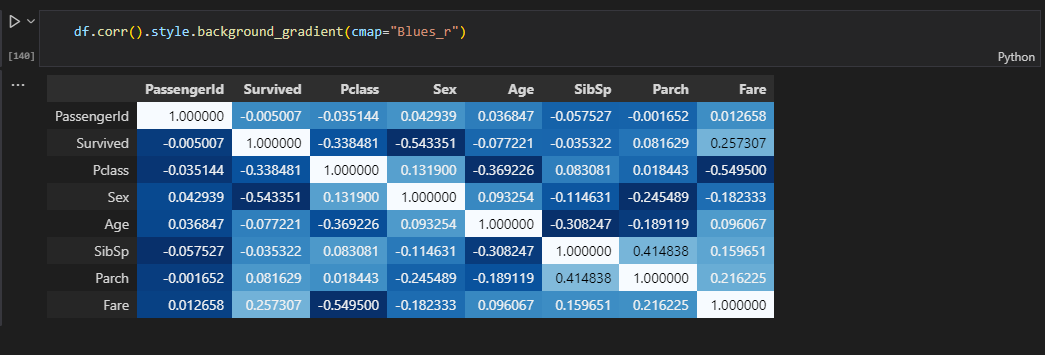 df.corr().style.background_gradient(cmap="Blues_r")
[140]
Python
...
PassengerId Survived Pclass Sex Age SibSp Parch Fare
PassengerId 1.000000 -0.005007 -0.035144 0.042939 0.036847 -0.057527 -0.001652 0.012658
Survived -0.005007 1.000000 -0.338481 -0.543351 -0.077221 -0.035322 0.081629 0.257307
Pclass -0.035144 -0.338481 1.000000 0.131900 -0.369226 0.083081 0.018443 -0.549500
Sex 0.042939 -0.543351 0.131900 1.000000 0.093254 -0.114631 -0.245489 -0.182333
Age 0.036847 -0.077221 -0.369226 0.093254 1.000000 -0.308247 -0.189119 0.096067
SibSp -0.057527 -0.035322 0.083081 -0.114631 -0.308247 1.000000 0.414838 0.159651
Parch -0.001652 0.081629 0.018443 -0.245489 -0.189119 0.414838 1.000000 0.216225
Fare 0.012658 0.257307 -0.549500 -0.182333 0.096067 0.159651 0.216225 1.000000